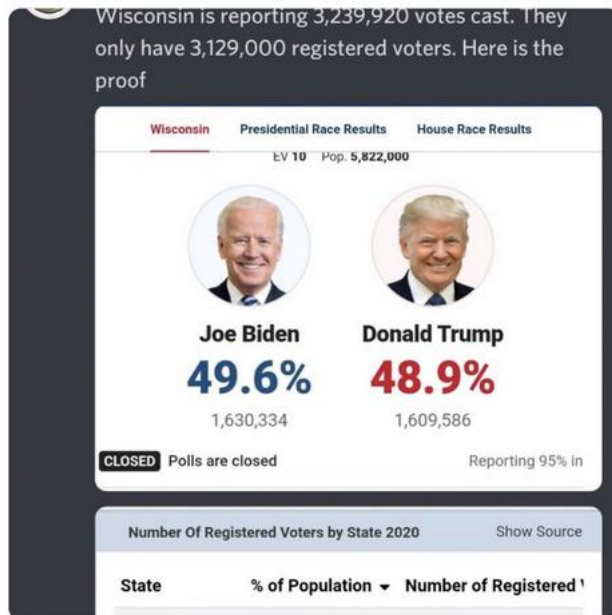 Wisconsin is reporting 3,239,920 votes cast. They
only have 3,129,000 registered voters. Here is the
proof
Wisconsin Presidential Race Results House Race Results
EV 10 Pop. 5,822,000
Joe Biden Donald Trump
49.6% 48.9%
1,630,334 1,609,586
CLOSED Polls are closed Reporting 95% in
Number Of Registered Voters by State 2020 Show Source
State % of Population Number of Registered